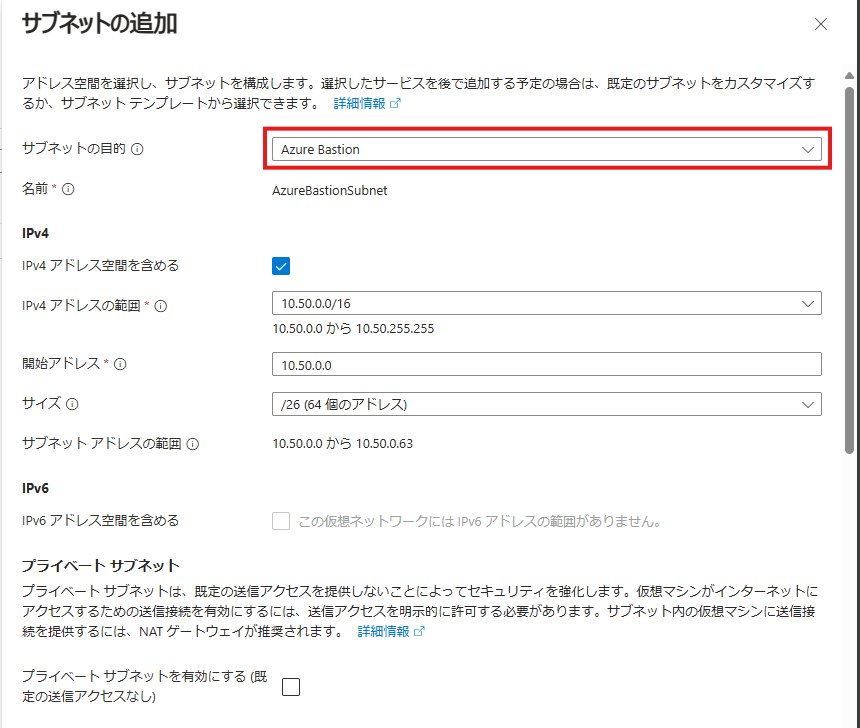 サブネットの追加
アドレス空間を選択し、サブネットを構成します。選択したサービスを後で追加する予定の場合は、既定のサブネットをカスタマイズす
るか、サブネット テンプレートから選択できます。 詳細情報
サブネットの目的
Azure Bastion
名前 *
AzureBastionSubnet
IPv4
IPv4 アドレス空間を含める
IPv4 アドレスの範囲 *
10.50.0.0/16
10.50.0.0 から 10.50.255.255
開始アドレス *
10.50.0.0
サイズ
/26 (64 個のアドレス)
サブネット アドレスの範囲
10.50.0.0 から 10.50.0.63
IPv6
IPv6 アドレス空間を含める
この仮想ネットワークには IPv6 アドレスの範囲がありません。
プライベート サブネット
プライベート サブネットは、既定の送信アクセスを提供しないことによってセキュリティを強化します。仮想マシンがインターネットに
アクセスするための送信接続を有効にするには、送信アクセスを明示的に許可する必要があります。サブネット内の仮想マシンに送信接
続を提供するには、NAT ゲートウェイが推奨されます。 詳細情報
プライベート サブネットを有効にする (既
定の送信アクセスなし)